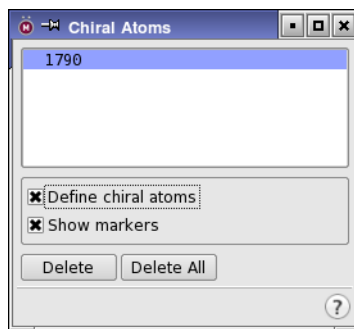 Chiral Atoms
1790
Define chiral atoms
Show markers
Delete Delete All
?